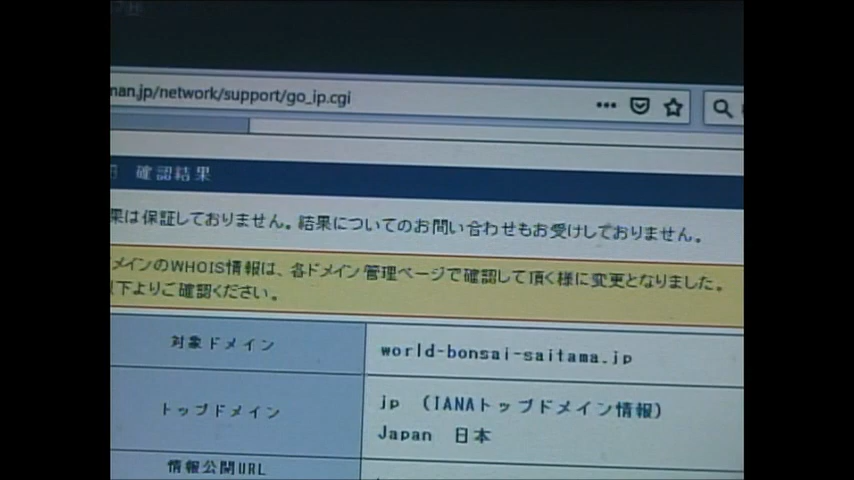 man.jp/network/support/go_ip.cgi
確認結果
果は保証しておりません。結果についてのお問い合わせもお受けしておりません。
メインのWHOIS情報は、各ドメイン管理ページで確認して頂く様に変更となりました。
以下よりご確認ください。
対象ドメイン
world-bonsai-saitama.jp
トップドメイン
jp （IANAトップドメイン情報）
Japan 日本
情報公開URL